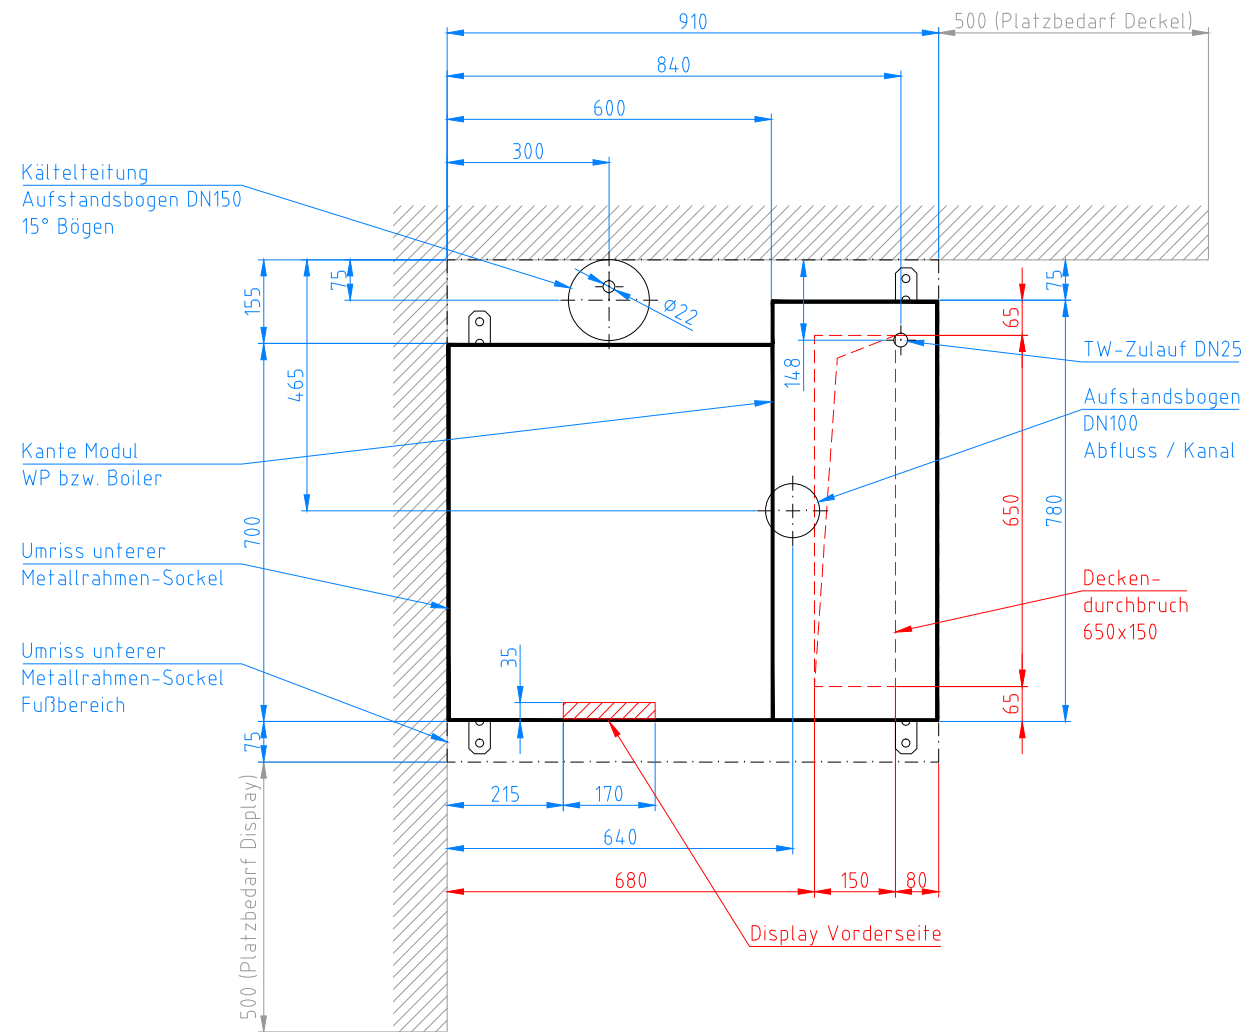 910
500 (Platzbedarf Deckel)
840
600
300
Kältelteitung
Aufstandsbogen DN150
15° Bögen
75
155
465
⌀22
148
75
65
TW-Zulauf DN25
Aufstandsbogen
DN100
Abfluss / Kanal
Kante Modul
WP bzw. Boiler
700
650
780
Umriss unterer
Metallrahmen-Sockel
Decken-
durchbruch
650x150
Umriss unterer
Metallrahmen-Sockel
Fußbereich
35
65
75
215
170
640
680
150
80
500 (Platzbedarf Display)
Display Vorderseite